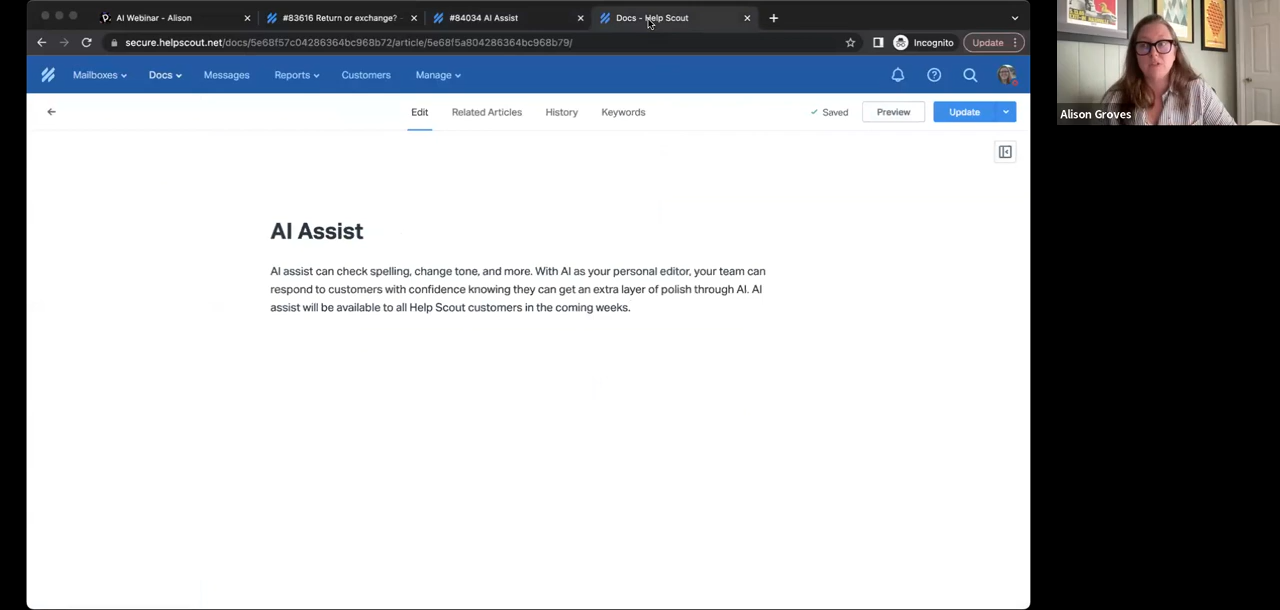 AI Webinar - Alison
#83616 Return or exchange?
#84034 AI Assist
Docs - Help Scout
secure.helpscout.net/docs/5e68f57c04286364bc968b72/article/5e68f5a804286364bc968b79/
Incognito
Update
Mailboxes
Docs
Messages
Reports
Customers
Manage
Edit
Related Articles
History
Keywords
Saved
Preview
Update
AI Assist
AI assist can check spelling, change tone, and more. With AI as your personal editor, your team can
respond to customers with confidence knowing they can get an extra layer of polish through AI. AI
assist will be available to all Help Scout customers in the coming weeks.
Alison Groves